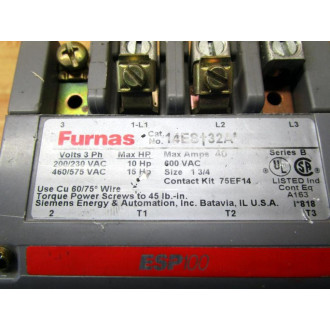 3 1-L1 L2 L3
Furnas Cat. No. 14ES132A*
Volts 3 Ph Max HP Max Amps 40 Series B
200/230 VAC 10 Hp 600 VAC
460/575 VAC 15 Hp Size 1 3/4
Contact Kit 75EF14
UL LISTED Ind Cont Eq
A163
Use Cu 60/75° Wire
Torque Power Screws to 45 lb.-in.
Siemens Energy & Automation, Inc. Batavia, IL U.S.A. I*818
2 T1 T2 T3
ESP100